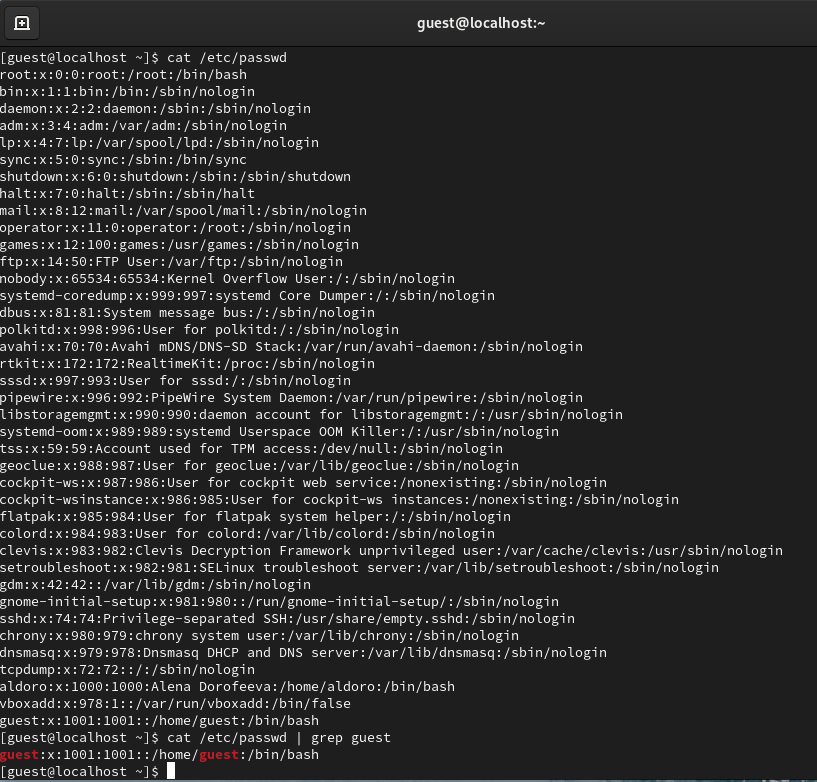 guest@localhost:~
[guest@localhost ~]$ cat /etc/passwd
root:x:0:0:root:/root:/bin/bash
bin:x:1:1:bin:/bin:/sbin/nologin
daemon:x:2:2:daemon:/sbin:/sbin/nologin
adm:x:3:4:adm:/var/adm:/sbin/nologin
lp:x:4:7:lp:/var/spool/lpd:/sbin/nologin
sync:x:5:0:sync:/sbin:/bin/sync
shutdown:x:6:0:shutdown:/sbin:/sbin/shutdown
halt:x:7:0:halt:/sbin:/sbin/halt
mail:x:8:12:mail:/var/spool/mail:/sbin/nologin
operator:x:11:0:operator:/root:/sbin/nologin
games:x:12:100:games:/usr/games:/sbin/nologin
ftp:x:14:50:FTP User:/var/ftp:/sbin/nologin
nobody:x:65534:65534:Kernel Overflow User:/:/sbin/nologin
systemd-coredump:x:999:997:systemd Core Dumper:/:/sbin/nologin
dbus:x:81:81:System message bus:/:/sbin/nologin
polkitd:x:998:996:User for polkitd:/:/sbin/nologin
avahi:x:70:70:Avahi mDNS/DNS-SD Stack:/var/run/avahi-daemon:/sbin/nologin
rtkit:x:172:172:RealtimeKit:/proc:/sbin/nologin
sssd:x:997:993:User for sssd:/:/sbin/nologin
pipewire:x:996:992:PipeWire System Daemon:/var/run/pipewire:/sbin/nologin
libstoragemgmt:x:990:990:daemon account for libstoragemgmt:/:/usr/sbin/nologin
systemd-oom:x:989:989:systemd Userspace OOM Killer:/:/usr/sbin/nologin
tss:x:59:59:Account used for TPM access:/dev/null:/sbin/nologin
geoclue:x:988:987:User for geoclue:/var/lib/geoclue:/sbin/nologin
cockpit-ws:x:987:986:User for cockpit web service:/nonexisting:/sbin/nologin
cockpit-wsinstance:x:986:985:User for cockpit-ws instances:/nonexisting:/sbin/nologin
flatpak:x:985:984:User for flatpak system helper:/:/sbin/nologin
colord:x:984:983:User for colord:/var/lib/colord:/sbin/nologin
clevis:x:983:982:Clevis Decryption Framework unprivileged user:/var/cache/clevis:/usr/sbin/nologin
setroubleshoot:x:982:981:SELinux troubleshoot server:/var/lib/setroubleshoot:/sbin/nologin
gdm:x:42:42::/var/lib/gdm:/sbin/nologin
gnome-initial-setup:x:981:980::/run/gnome-initial-setup/:/sbin/nologin
sshd:x:74:74:Privilege-separated SSH:/usr/share/empty.sshd:/sbin/nologin
chrony:x:980:979:chrony system user:/var/lib/chrony:/sbin/nologin
dnsmasq:x:979:978:Dnsmasq DHCP and DNS server:/var/lib/dnsmasq:/sbin/nologin
tcpdump:x:72:72::/:/sbin/nologin
aldoro:x:1000:1000:Alena Dorofeeva:/home/aldoro:/bin/bash
vboxadd:x:978:1::/var/run/vboxadd:/bin/false
guest:x:1001:1001::/home/guest:/bin/bash
[guest@localhost ~]$ cat /etc/passwd | grep guest
guest:x:1001:1001::/home/guest:/bin/bash
[guest@localhost ~]$